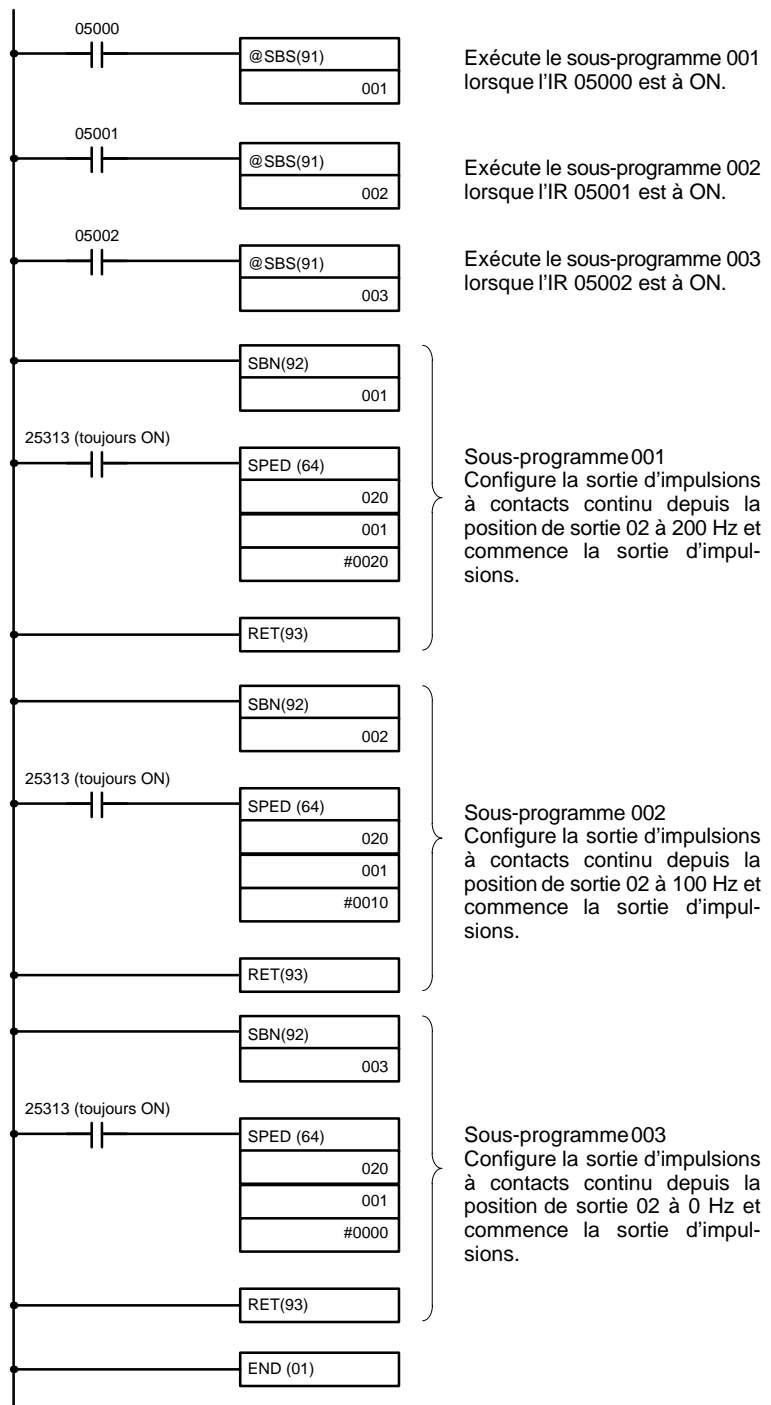 05000
@SBS(91)
001
Exécute le sous-programme 001
lorsque l'IR 05000 est à ON.
05001
@SBS(91)
002
Exécute le sous-programme 002
lorsque l'IR 05001 est à ON.
05002
@SBS(91)
003
Exécute le sous-programme 003
lorsque l'IR 05002 est à ON.
SBN(92)
001
25313 (toujours ON)
SPED (64)
020
001
#0020
RET(93)
Sous-programme 001
Configure la sortie d'impulsions
à contacts continu depuis la
position de sortie 02 à 200 Hz et
commence la sortie d'impul-
sions.
SBN(92)
002
25313 (toujours ON)
SPED (64)
020
001
#0010
RET(93)
Sous-programme 002
Configure la sortie d'impulsions
à contacts continu depuis la
position de sortie 02 à 100 Hz et
commence la sortie d'impul-
sions.
SBN(92)
003
25313 (toujours ON)
SPED (64)
020
001
#0000
RET(93)
Sous-programme 003
Configure la sortie d'impulsions
à contacts continu depuis la
position de sortie 02 à 0 Hz et
commence la sortie d'impul-
sions.
END (01)